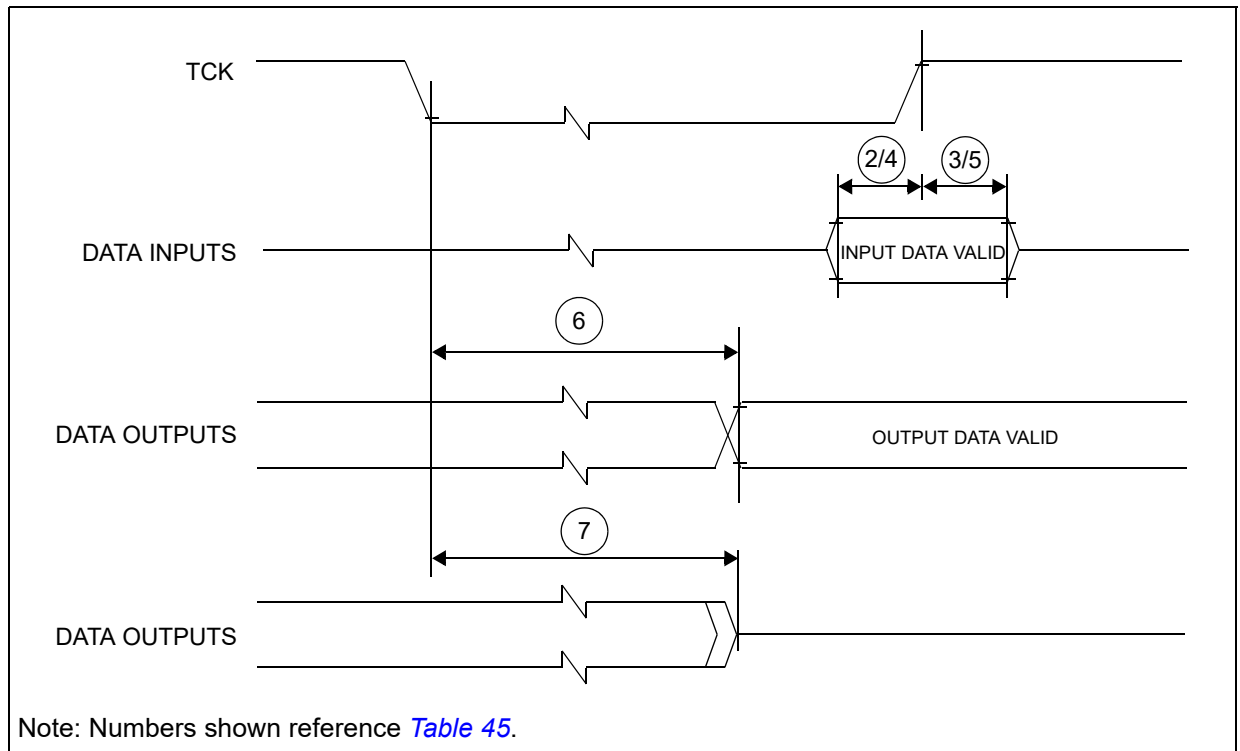 TCK
2/4
3/5
DATA INPUTS
INPUT DATA VALID
6
DATA OUTPUTS
OUTPUT DATA VALID
7
DATA OUTPUTS
Note: Numbers shown reference Table 45.